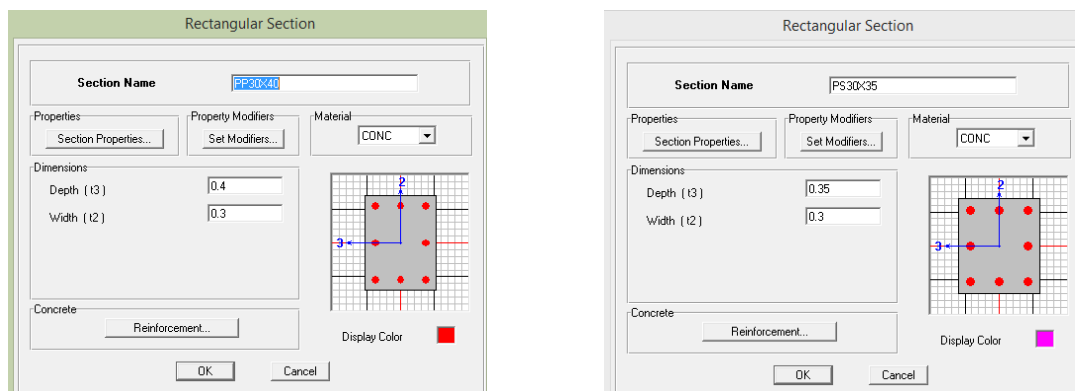 Rectangular Section
Section Name PP30X40
Properties Property Modifiers Material
Section Properties... Set Modifiers... CONC
Dimensions
Depth ( t3 ) 0.4
Width ( t2 ) 0.3
2
3
Concrete
Reinforcement...
Display Color
OK Cancel
Rectangular Section
Section Name PS30X35
Properties Property Modifiers Material
Section Properties... Set Modifiers... CONC
Dimensions
Depth ( t3 ) 0.35
Width ( t2 ) 0.3
2
3
Concrete
Reinforcement...
Display Color
OK Cancel